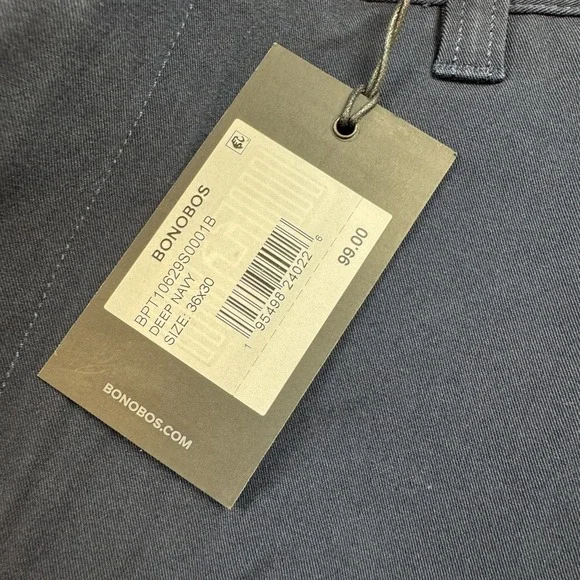 BONOBOS
BPT10629S0001B
DEEP NAVY
SIZE: 36X30
1 95498 24022 6
99.00
BONOBOS.COM